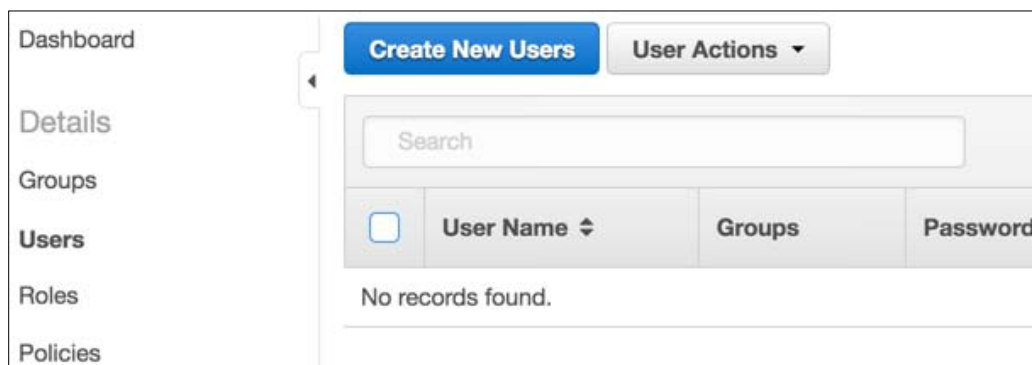 Dashboard
Details
Groups
Users
Roles
Policies
Create New Users
User Actions
Search
User Name
Groups
Password
No records found.